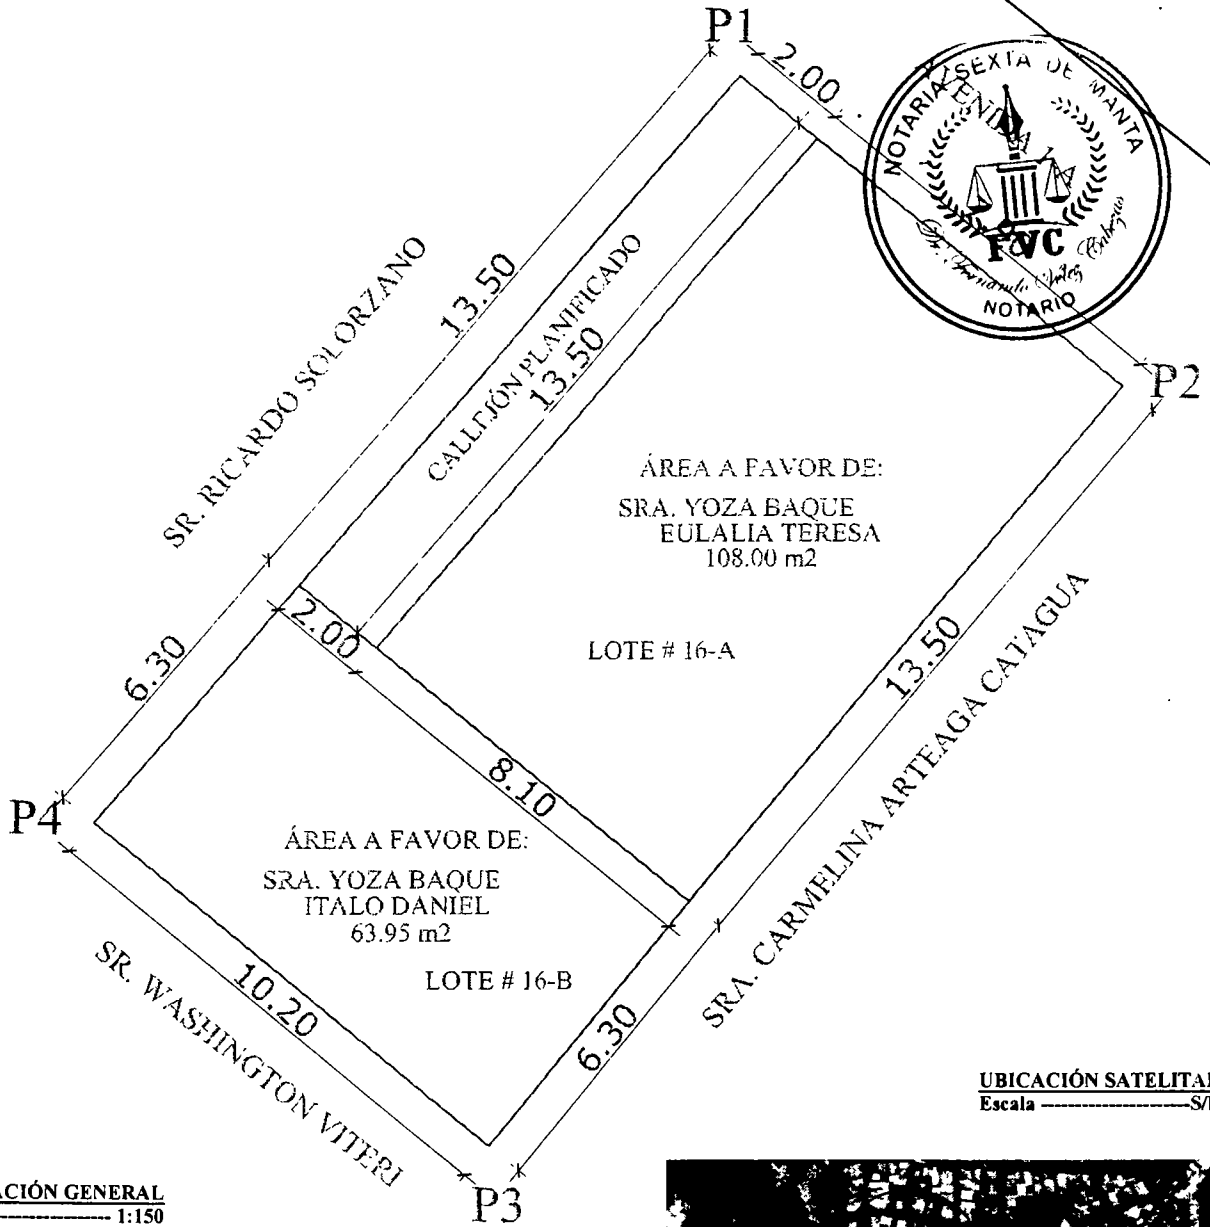 P1
2.00
NOTARIA SEXTA DE MANTA
FVC
NOTARIO
P2
SR. RICARDO SOLORZANO
13.50
CALLEJÓN PLANIFICADO
13.50
ÁREA A FAVOR DE:
SRA. YOZA BAQUE
EULALIA TERESA
108.00 m2
LOTE # 16-A
13.50
SRA. CARMELINA ARTEAGA CATAGUA
6.30
2.00
8.10
P4
ÁREA A FAVOR DE:
SRA. YOZA BAQUE
ITALO DANIEL
63.95 m2
LOTE # 16-B
10.20
SR. WASHINGTON VITERI
6.30
P3
UBICACIÓN SATELITAL
Escala S/
ACIÓN GENERAL
1:150